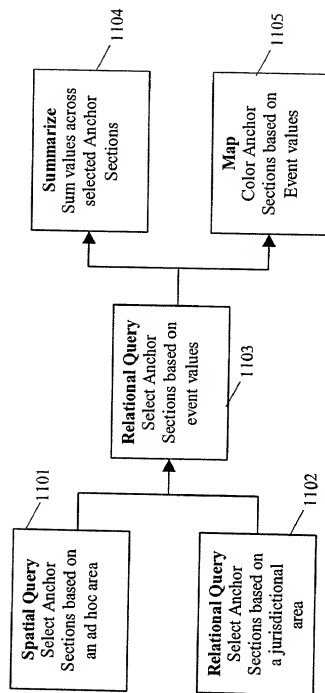 1101
Spatial Query
Select Anchor
Sections based on
an ad hoc area
1102
Relational Query
Select Anchor
Sections based on
a jurisdictional
area
1103
Relational Query
Select Anchor
Sections based on
event values
1104
Summarize
Sum values across
selected Anchor
Sections
1105
Map
Color Anchor
Sections based on
Event values